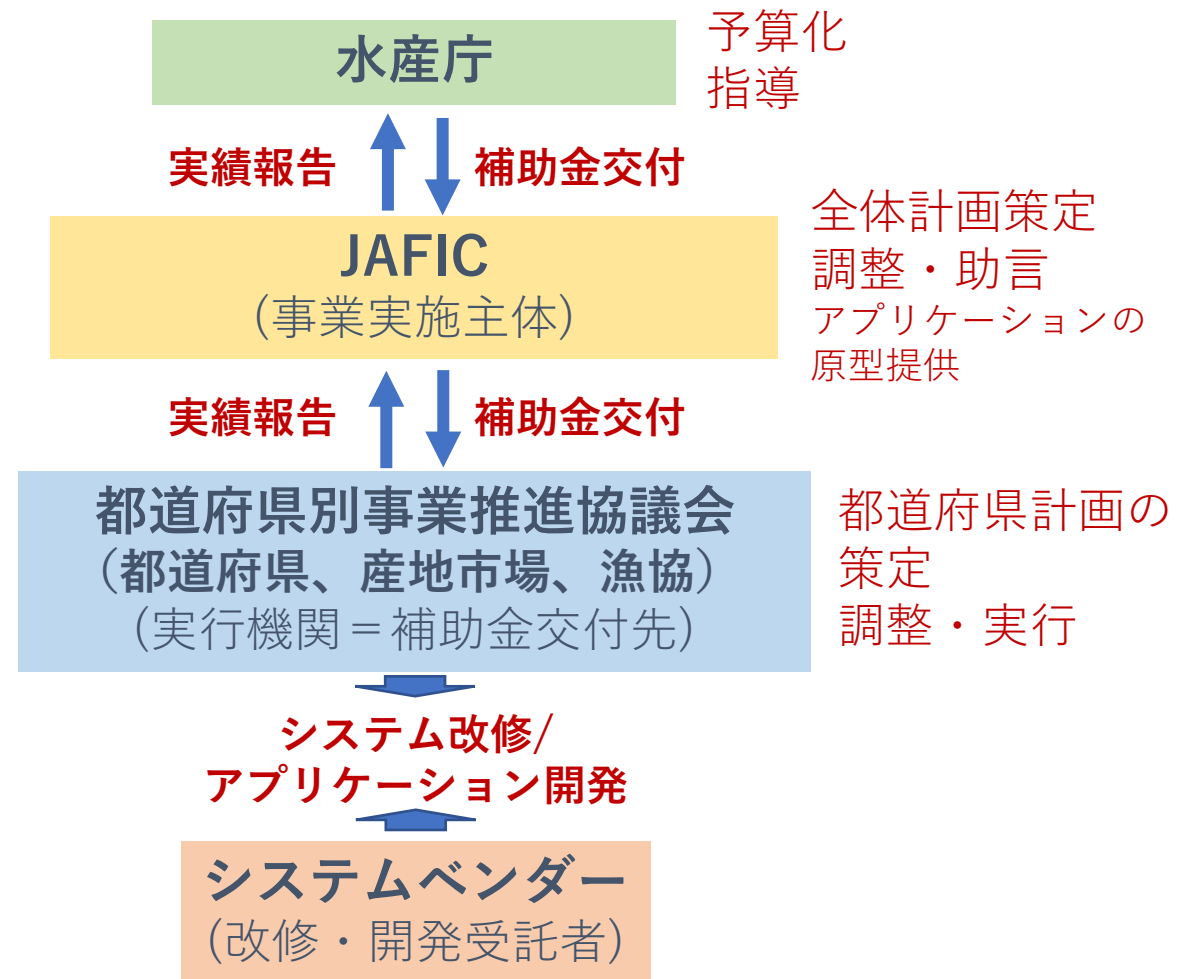 水産庁
予算化
指導
実績報告
補助金交付
JAFIC
(事業実施主体)
全体計画策定
調整・助言
アプリケーションの
原型提供
実績報告
補助金交付
都道府県別事業推進協議会
(都道府県、産地市場、漁協)
(実行機関＝補助金交付先)
都道府県計画の
策定
調整・実行
システム改修/
アプリケーション開発
システムベンダー
(改修・開発受託者)